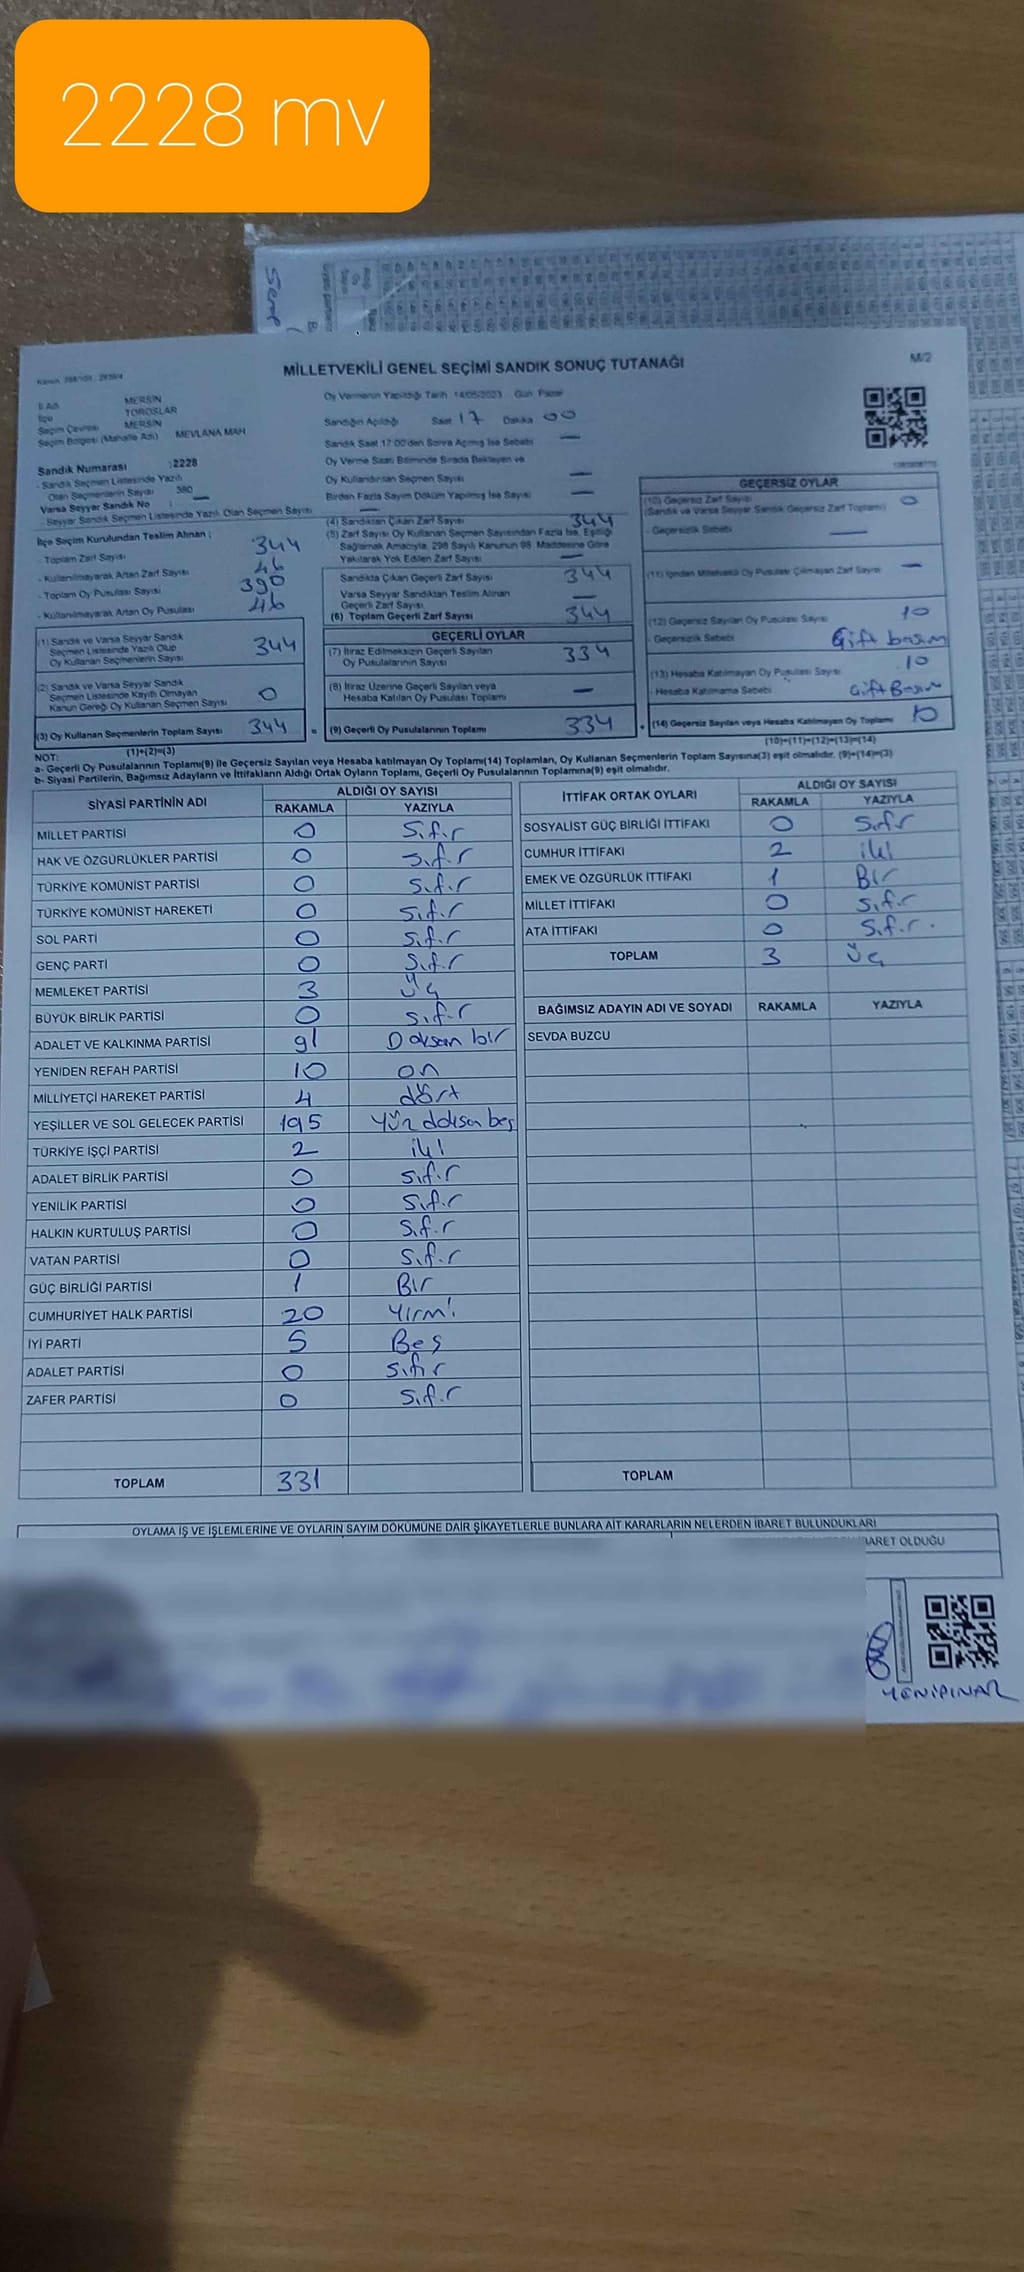 2228 mv
MİLLETVEKİLİ GENEL SEÇİMİ SANDIK SONUÇ TUTANAĞI
M/2
İl Adı MERSİN
İlçe TOROSLAR
Seçim Çevresi MERSİN
Seçim Bölgesi (Mahalle Adı) MEVLANA MAH
Sandık Numarası :2228
- Sandık Seçmen Listesinde Yazılı
Olan Seçmenlerin Sayısı 380
Varsa Seyyar Sandık No :
- Seyyar Sandık Seçmen Listesinde Yazılı Olan Seçmen Sayısı —
Oy Vermenin Yapıldığı Tarih 14/05/2023 Gün Pazar
Sandığın Açıldığı Saat 17 Dakika 00
Sandık Saat 17:00'den Sonra Açılmış İse Sebebi —
Oy Verme Saati Bitiminde Sırada Bekleyen ve
Oy Kullandırılan Seçmen Sayısı —
Birden Fazla Sayım Döküm Yapılmış İse Sayısı —
İlçe Seçim Kurulundan Teslim Alınan ;
- Toplam Zarf Sayısı 344
- Kullanılmayarak Artan Zarf Sayısı 46
- Toplam Oy Pusulası Sayısı 390
- Kullanılmayarak Artan Oy Pusulası 46
(1) Sandık ve Varsa Seyyar Sandık
Seçmen Listesinde Yazılı Olup
Oy Kullanan Seçmenlerin Sayısı 344
(2) Sandık ve Varsa Seyyar Sandık
Seçmen Listesinde Kayıtlı Olmayan
Kanun Gereği Oy Kullanan Seçmen Sayısı 0
(3) Oy Kullanan Seçmenlerin Toplam Sayısı 344
(1)+(2)=(3)
(4) Sandıktan Çıkan Zarf Sayısı 344
(5) Zarf Sayısı Oy Kullanan Seçmen Sayısından Fazla İse, Eşitliği
Sağlamak Amacıyla, 298 Sayılı Kanunun 98. Maddesine Göre
Yakılarak Yok Edilen Zarf Sayısı —
Sandıkta Çıkan Geçerli Zarf Sayısı 344
Varsa Seyyar Sandıktan Teslim Alınan
Geçerli Zarf Sayısı —
(6) Toplam Geçerli Zarf Sayısı 344
GEÇERLİ OYLAR
(7) İtiraz Edilmeksizin Geçerli Sayılan
Oy Pusulalarının Sayısı 334
(8) İtiraz Üzerine Geçerli Sayılan veya
Hesaba Katılan Oy Pusulası Toplamı —
= (9) Geçerli Oy Pusulalarının Toplamı 334
GEÇERSİZ OYLAR
(10) Geçersiz Zarf Sayısı 0
(Sandık ve Varsa Seyyar Sandık Geçersiz Zarf Toplamı)
- Geçersizlik Sebebi —
(11) İçinden Milletvekili Oy Pusulası Çıkmayan Zarf Sayısı —
(12) Geçersiz Sayılan Oy Pusulası Sayısı 10
- Geçersizlik Sebebi Çift basım
(13) Hesaba Katılmayan Oy Pusulası Sayısı 10
- Hesaba Katılmama Sebebi Çift Basım
+ (14) Geçersiz Sayılan veya Hesaba Katılmayan Oy Toplamı 10
(10)+(11)+(12)+(13)=(14)
NOT:
a- Geçerli Oy Pusulalarının Toplamı(9) ile Geçersiz Sayılan veya Hesaba katılmayan Oy Toplamı(14) Toplamları, Oy Kullanan Seçmenlerin Toplam Sayısına(3) eşit olmalıdır. (9)+(14)=(3)
b- Siyasi Partilerin, Bağımsız Adayların ve İttifakların Aldığı Ortak Oyların Toplamı, Geçerli Oy Pusulalarının Toplamına(9) eşit olmalıdır.
SİYASİ PARTİNİN ADI ALDIĞI OY SAYISI
RAKAMLA YAZIYLA
MİLLET PARTİSİ 0 Sıfır
HAK VE ÖZGÜRLÜKLER PARTİSİ 0 Sıfır
TÜRKİYE KOMÜNİST PARTİSİ 0 Sıfır
TÜRKİYE KOMÜNİST HAREKETİ 0 Sıfır
SOL PARTİ 0 Sıfır
GENÇ PARTİ 0 Sıfır
MEMLEKET PARTİSİ 3 Üç
BÜYÜK BİRLİK PARTİSİ 0 Sıfır
ADALET VE KALKINMA PARTİSİ 91 Doksan bir
YENİDEN REFAH PARTİSİ 10 on
MİLLİYETÇİ HAREKET PARTİSİ 4 dört
YEŞİLLER VE SOL GELECEK PARTİSİ 195 Yüz doksan beş
TÜRKİYE İŞÇİ PARTİSİ 2 iki
ADALET BİRLİK PARTİSİ 0 Sıfır
YENİLİK PARTİSİ 0 Sıfır
HALKIN KURTULUŞ PARTİSİ 0 Sıfır
VATAN PARTİSİ 0 Sıfır
GÜÇ BİRLİĞİ PARTİSİ 1 Bir
CUMHURİYET HALK PARTİSİ 20 Yirmi
İYİ PARTİ 5 Beş
ADALET PARTİSİ 0 Sıfır
ZAFER PARTİSİ 0 Sıfır
TOPLAM 331
İTTİFAK ORTAK OYLARI ALDIĞI OY SAYISI
RAKAMLA YAZIYLA
SOSYALİST GÜÇ BİRLİĞİ İTTİFAKI 0 Sıfır
CUMHUR İTTİFAKI 2 iki
EMEK VE ÖZGÜRLÜK İTTİFAKI 1 Bir
MİLLET İTTİFAKI 0 Sıfır
ATA İTTİFAKI 0 Sıfır.
TOPLAM 3 Üç
BAĞIMSIZ ADAYIN ADI VE SOYADI RAKAMLA YAZIYLA
SEVDA BUZCU
TOPLAM
OYLAMA İŞ VE İŞLEMLERİNE VE OYLARIN SAYIM DÖKÜMÜNE DAİR ŞİKAYETLERLE BUNLARA AİT KARARLARIN NELERDEN İBARET BULUNDUKLARI
BARET OLDUĞU
YENİPINAR